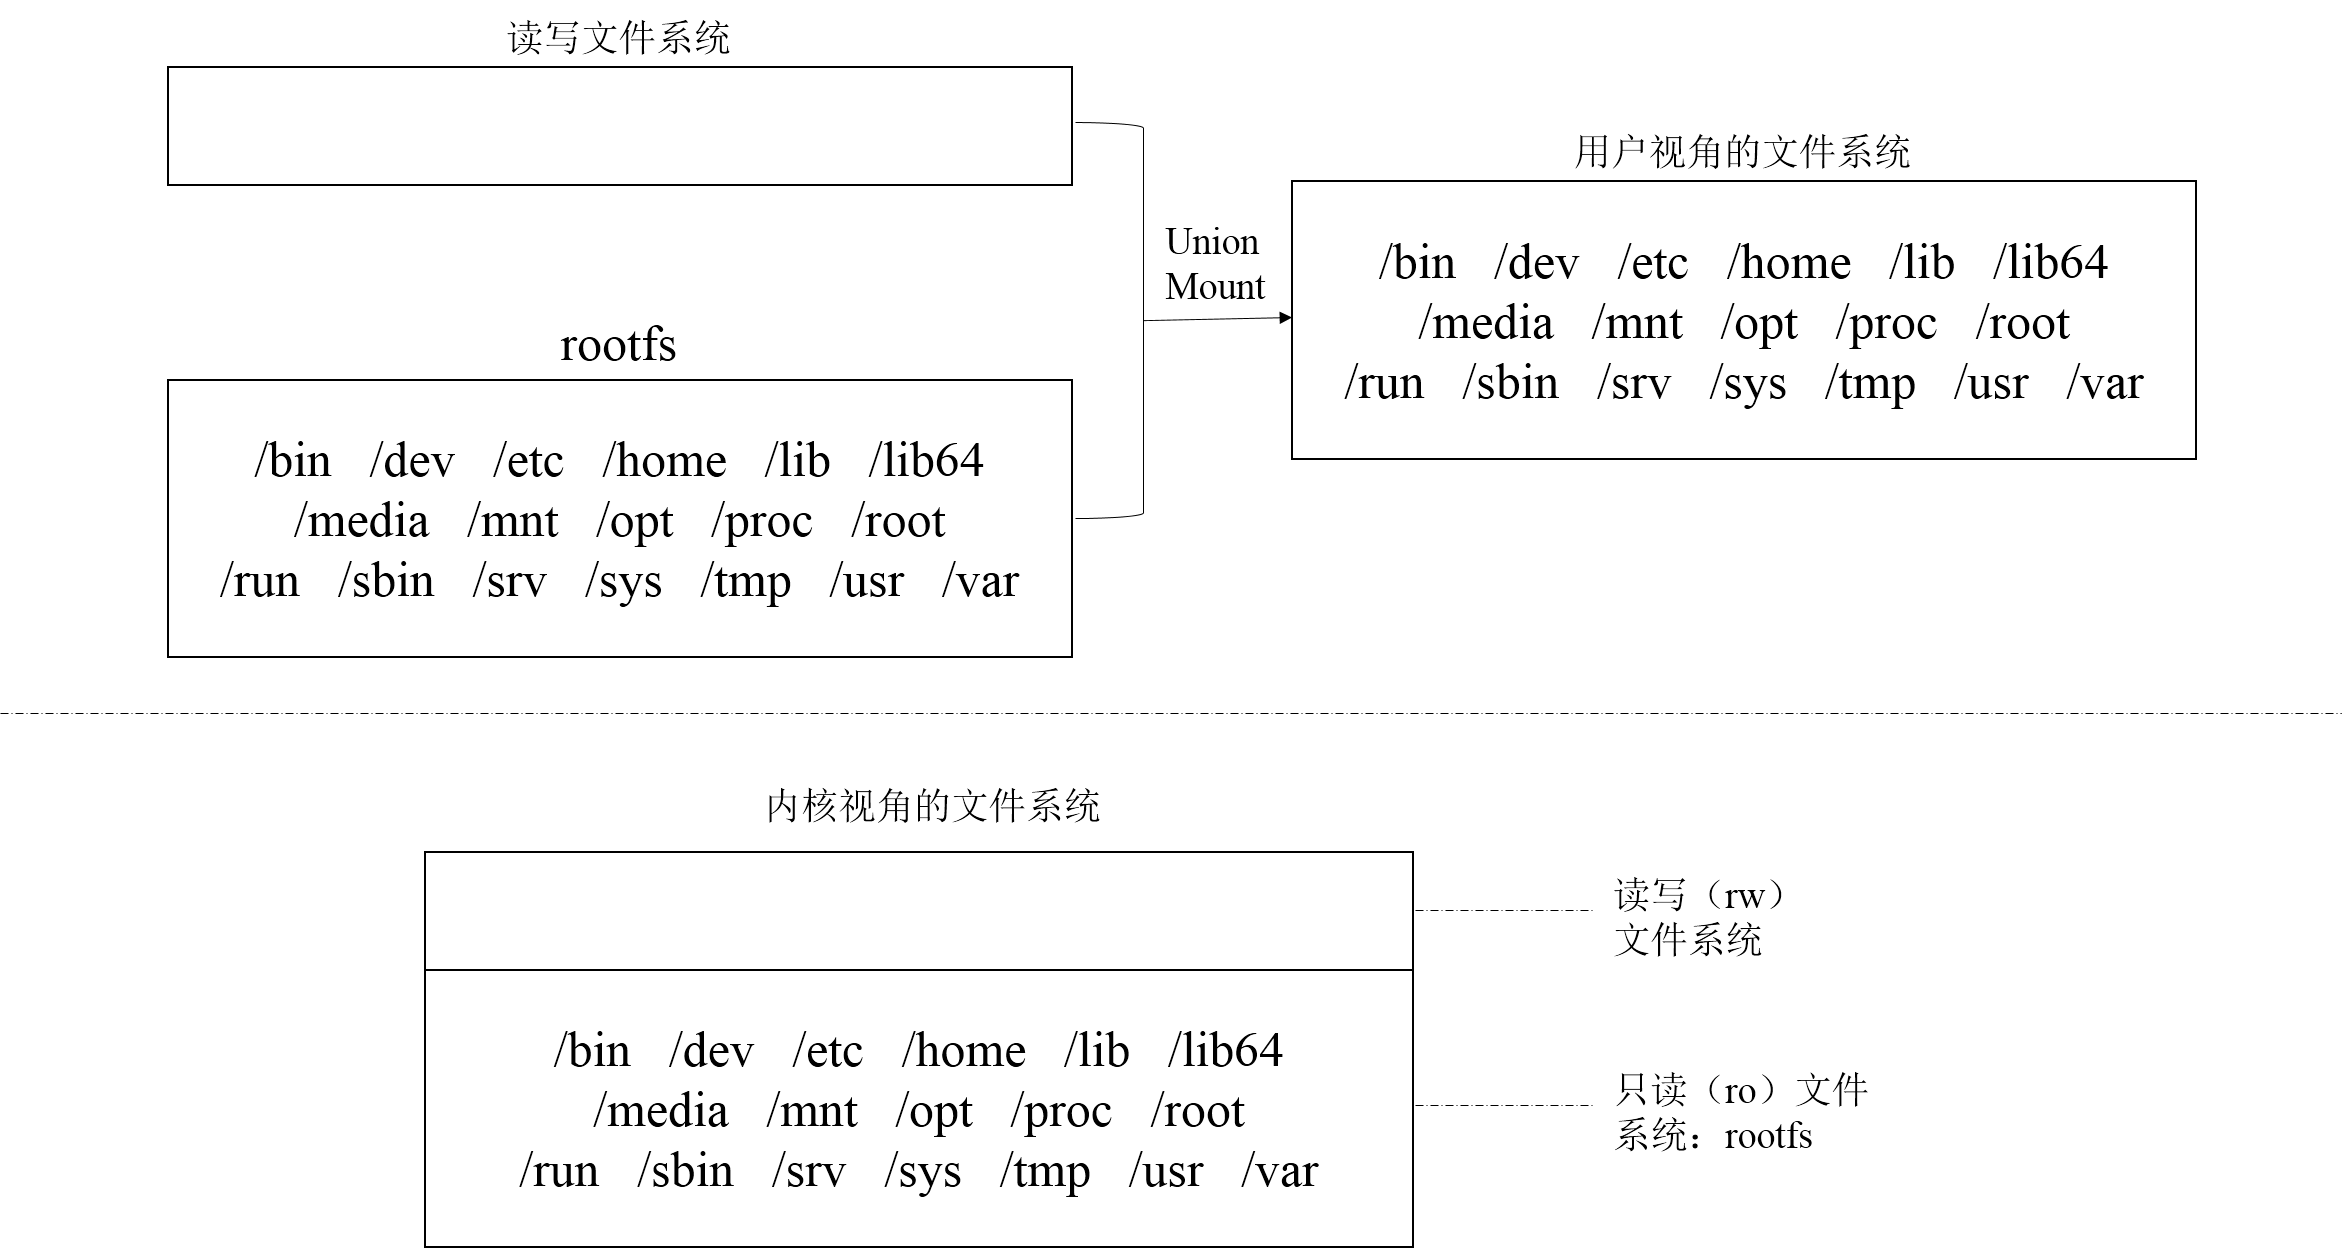 读写文件系统
用户视角的文件系统
Union
Mount
/bin /dev /etc /home /lib /lib64
/media /mnt /opt /proc /root
/run /sbin /srv /sys /tmp /usr /var
rootfs
/bin /dev /etc /home /lib /lib64
/media /mnt /opt /proc /root
/run /sbin /srv /sys /tmp /usr /var
内核视角的文件系统
读写（rw）
文件系统
/bin /dev /etc /home /lib /lib64
/media /mnt /opt /proc /root
/run /sbin /srv /sys /tmp /usr /var
只读（ro）文件
系统：rootfs